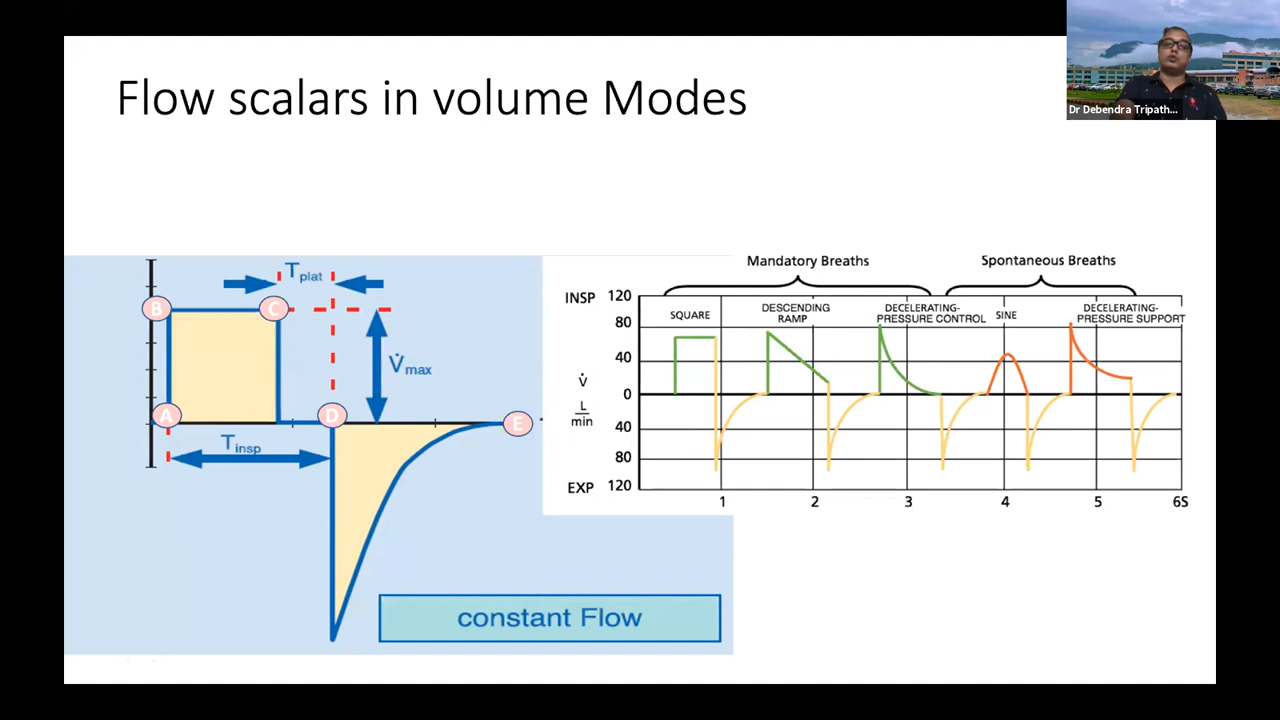 Flow scalars in volume Modes
Dr Debendra Tripath...
Tplat
B
C
V̇max
A
D
E
Tinsp
constant Flow
Mandatory Breaths
Spontaneous Breaths
INSP
120
80
40
0
40
80
120
EXP
V̇
L
min
SQUARE
DESCENDING
RAMP
DECELERATING-
PRESSURE CONTROL
SINE
DECELERATING-
PRESSURE SUPPORT
1
2
3
4
5
6S